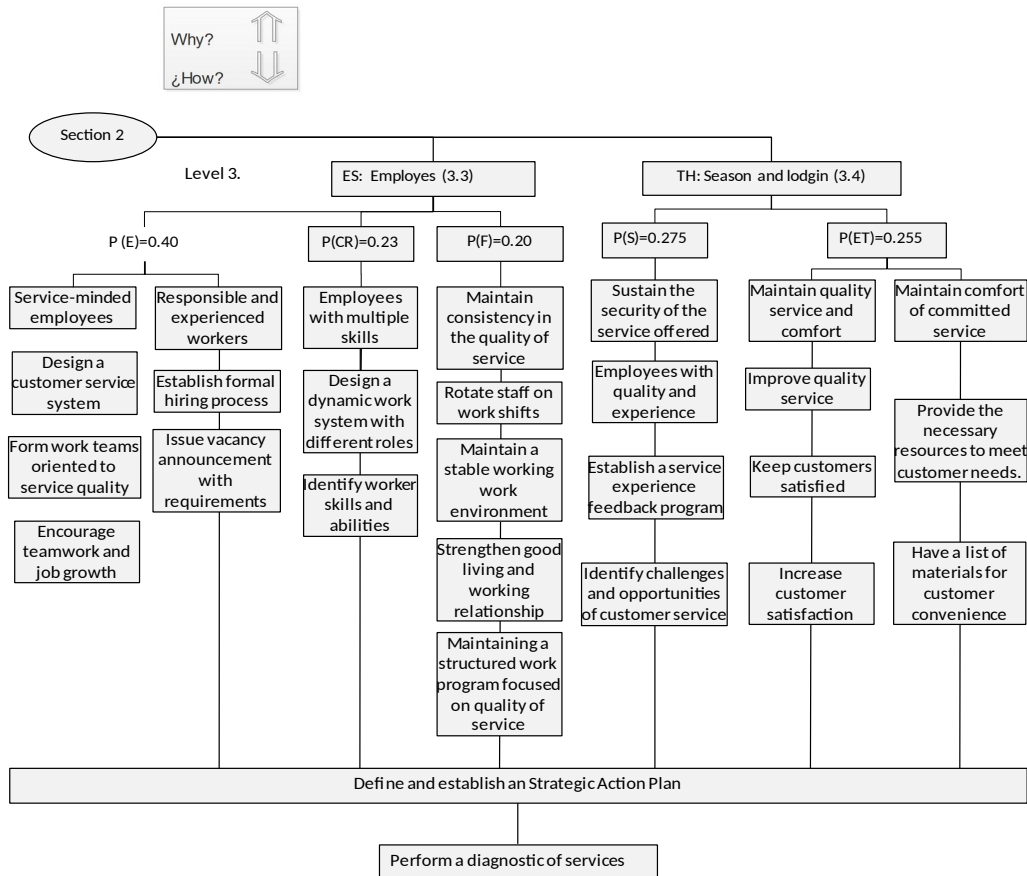 Why?
¿How?
Section 2
Level 3.
ES: Employes (3.3)
TH: Season and lodgin (3.4)
P (E)=0.40
P(CR)=0.23
P(F)=0.20
P(S)=0.275
P(ET)=0.255
Service-minded
employees
Design a
customer service
system
Form work teams
oriented to
service quality
Encourage
teamwork and
job growth
Responsible and
experienced
workers
Establish formal
hiring process
Issue vacancy
announcement
with
requirements
Employees
with multiple
skills
Design a
dynamic work
system with
different roles
Identify worker
skills and
abilities
Maintain
consistency in
the quality of
service
Rotate staff on
work shifts
Maintain a
stable working
work
environment
Strengthen good
living and
working
relationship
Maintaining a
structured work
program focused
on quality of
service
Sustain the
security of the
service offered
Employees with
quality and
experience
Establish a service
experience
feedback program
Identify challenges
and opportunities
of customer service
Maintain quality
service and
comfort
Improve quality
service
Keep customers
satisfied
Increase
customer
satisfaction
Maintain comfort
of committed
service
Provide the
necessary
resources to meet
customer needs.
Have a list of
materials for
customer
convenience
Define and establish an Strategic Action Plan
Perform a diagnostic of services